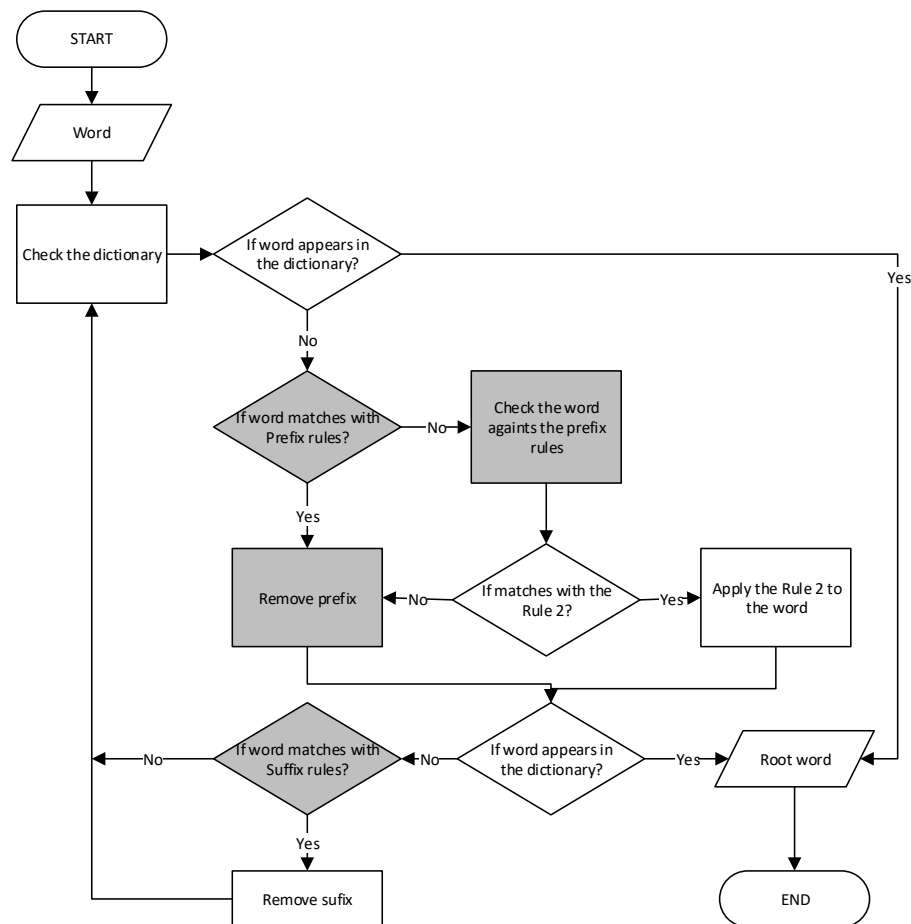 START
Word
Check the dictionary
If word appears in
the dictionary?
Yes
No
If word matches with
Prefix rules?
No
Check the word
againts the prefix
rules
Yes
Remove prefix
No
If matches with the
Rule 2?
Yes
Apply the Rule 2 to
the word
No
If word matches with
Suffix rules?
No
If word appears in
the dictionary?
Yes
Root word
Yes
Remove sufix
END